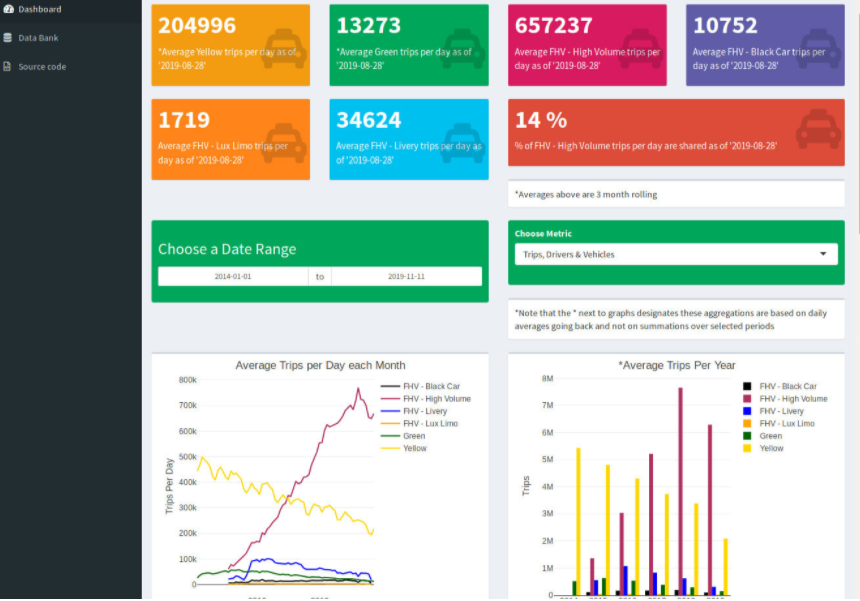 Dashboard
Data Bank
Source code
204996
*Average Yellow trips per day as of
'2019-08-28'
13273
*Average Green trips per day as of
'2019-08-28'
657237
Average FHV - High Volume trips per
day as of '2019-08-28'
10752
Average FHV - Black Car trips per
day as of '2019-08-28'
1719
Average FHV - Lux Limo trips per
day as of '2019-08-28'
34624
Average FHV - Livery trips per day as
of '2019-08-28'
14 %
% of FHV - High Volume trips per day are shared as of '2019-08-28'
*Averages above are 3 month rolling
Choose a Date Range
2014-01-01 to 2019-11-11
Choose Metric
Trips, Drivers & Vehicles
*Note that the * next to graphs designates these aggregations are based on daily
averages going back and not on summations over selected periods
Average Trips per Day each Month
800k
700k
600k
500k
400k
300k
200k
100k
0
Trips Per Day
FHV - Black Car
FHV - High Volume
FHV - Livery
FHV - Lux Limo
Green
Yellow
*Average Trips Per Year
8M
7M
6M
5M
4M
3M
2M
1M
0
Trips
FHV - Black Car
FHV - High Volume
FHV - Livery
FHV - Lux Limo
Green
Yellow